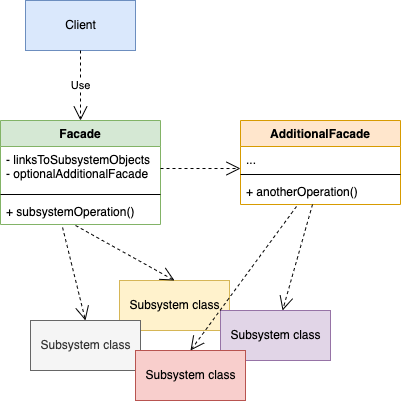 Client
Use
Facade
- linksToSubsystemObjects
- optionalAdditionalFacade
+ subsystemOperation()
AdditionalFacade
...
+ anotherOperation()
Subsystem class
Subsystem class
Subsystem class
Subsystem class